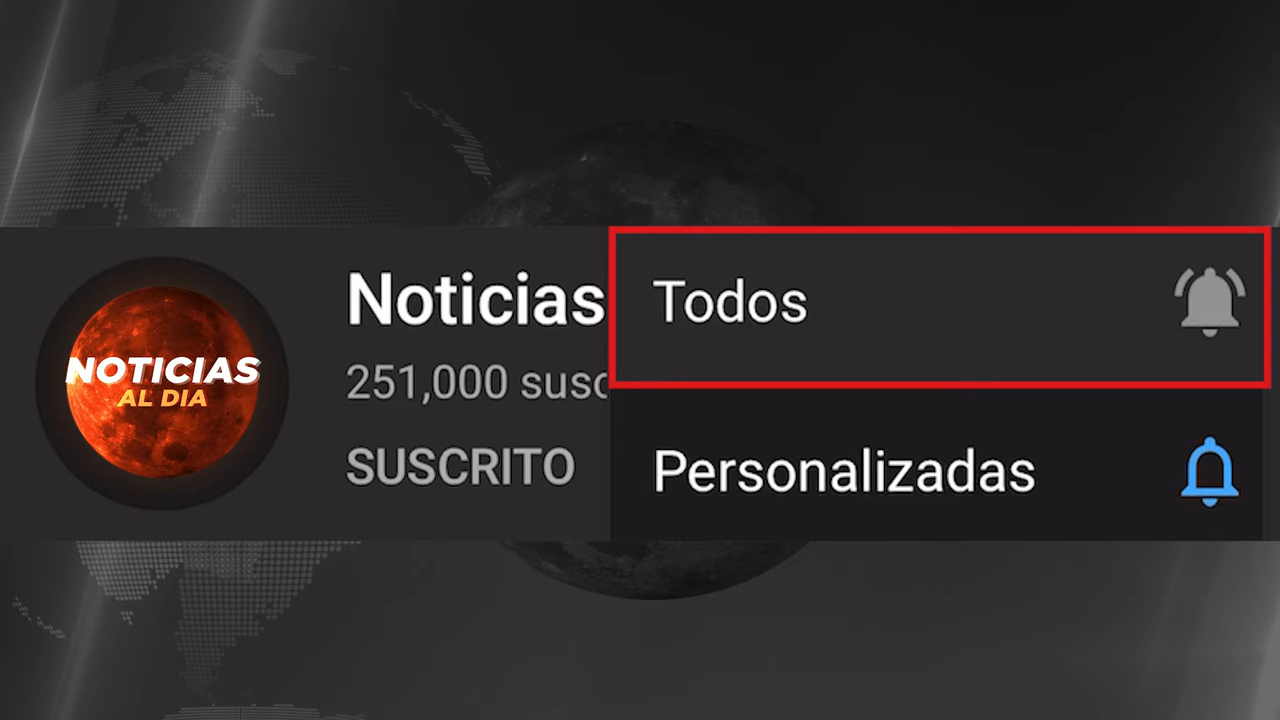 NOTICIAS
AL DIA
Noticias
251,000 susc
SUSCRITO
Todos
Personalizadas